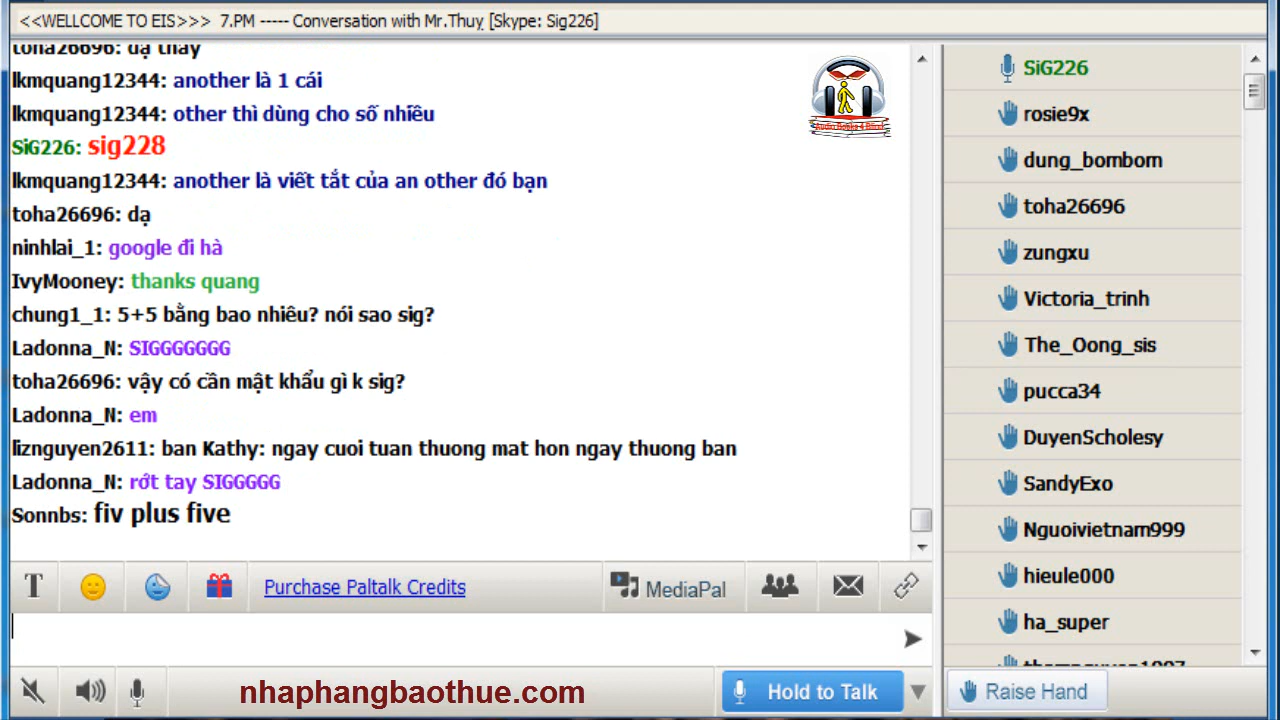 <<WELLCOME TO EIS>>> 7.PM ----- Conversation with Mr.Thuỵ [Skype: Sig226]
toha26696: dạ thầy
lkmquang12344: another là 1 cái
lkmquang12344: other thì dùng cho số nhiều
SiG226: sig228
lkmquang12344: another là viết tắt của an other đó bạn
toha26696: dạ
ninhlai_1: google đi hà
IvyMooney: thanks quang
chung1_1: 5+5 bằng bao nhiêu? nói sao sig?
Ladonna_N: SIGGGGGGG
toha26696: vậy có cần mật khẩu gì k sig?
Ladonna_N: em
liznguyen2611: ban Kathy: ngay cuoi tuan thuong mat hon ngay thuong ban
Ladonna_N: rớt tay SIGGGGG
Sonnbs: fiv plus five
T
Purchase Paltalk Credits
MediaPal
nhaphangbaothue.com
Hold to Talk
SiG226
rosie9x
dung_bombom
toha26696
zungxu
Victoria_trinh
The_Oong_sis
pucca34
DuyenScholesy
SandyExo
Nguoivietnam999
hieule000
ha_super
Raise Hand